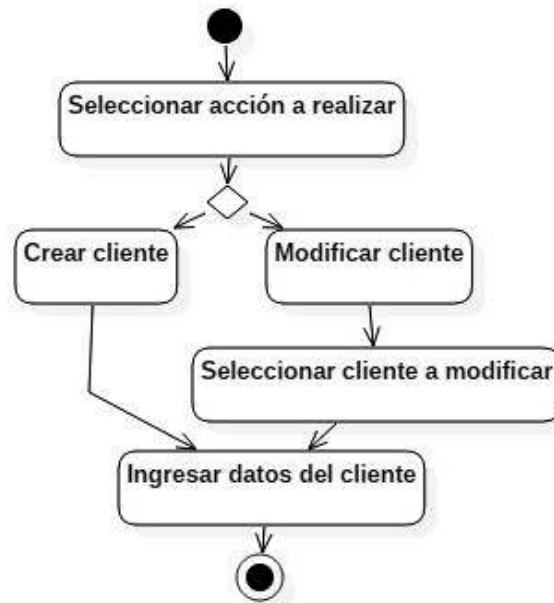 Seleccionar acción a realizar
Crear cliente
Modificar cliente
Seleccionar cliente a modificar
Ingresar datos del cliente